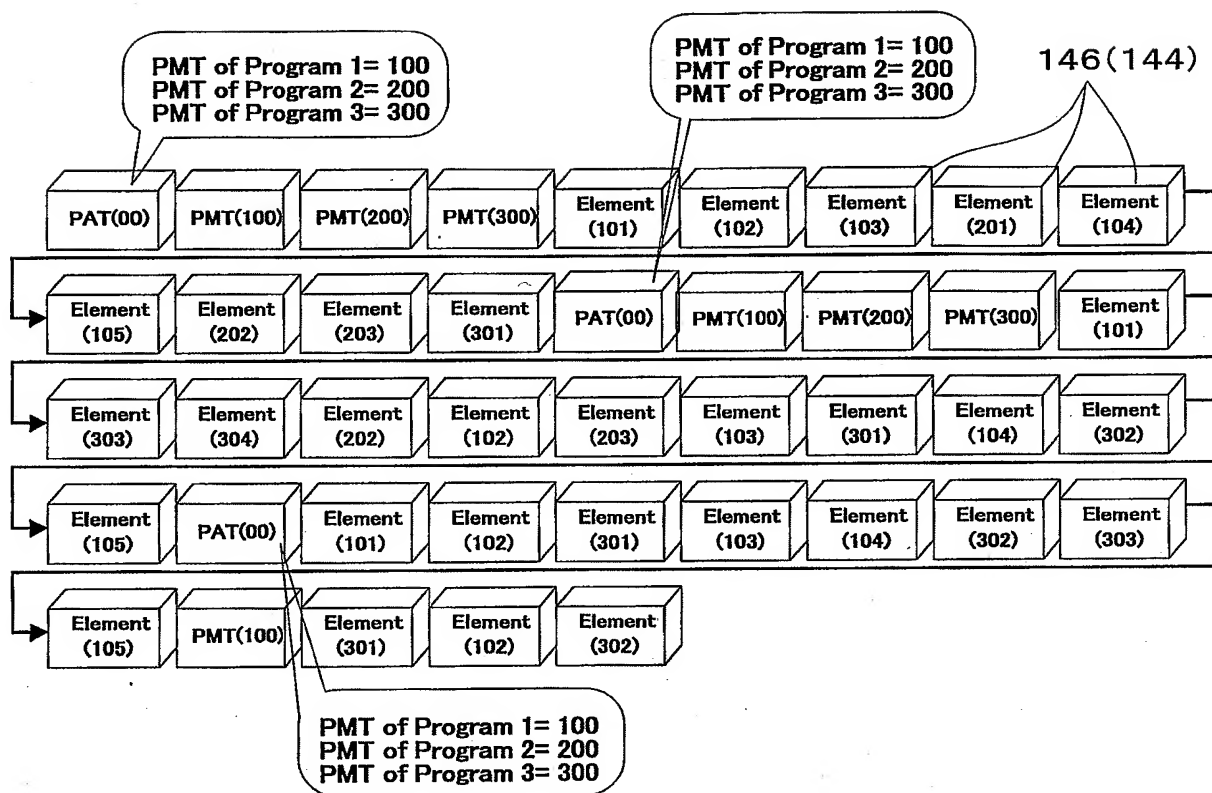 PMT of Program 1= 100
PMT of Program 2= 200
PMT of Program 3= 300
PMT of Program 1= 100
PMT of Program 2= 200
PMT of Program 3= 300
146(144)
PAT(00)
PMT(100)
PMT(200)
PMT(300)
Element
(101)
Element
(102)
Element
(103)
Element
(201)
Element
(104)
Element
(105)
Element
(202)
Element
(203)
Element
(301)
PAT(00)
PMT(100)
PMT(200)
PMT(300)
Element
(101)
Element
(303)
Element
(304)
Element
(202)
Element
(102)
Element
(203)
Element
(103)
Element
(301)
Element
(104)
Element
(302)
Element
(105)
PAT(00)
Element
(101)
Element
(102)
Element
(301)
Element
(103)
Element
(104)
Element
(302)
Element
(303)
Element
(105)
PMT(100)
Element
(301)
Element
(102)
Element
(302)
PMT of Program 1= 100
PMT of Program 2= 200
PMT of Program 3= 300